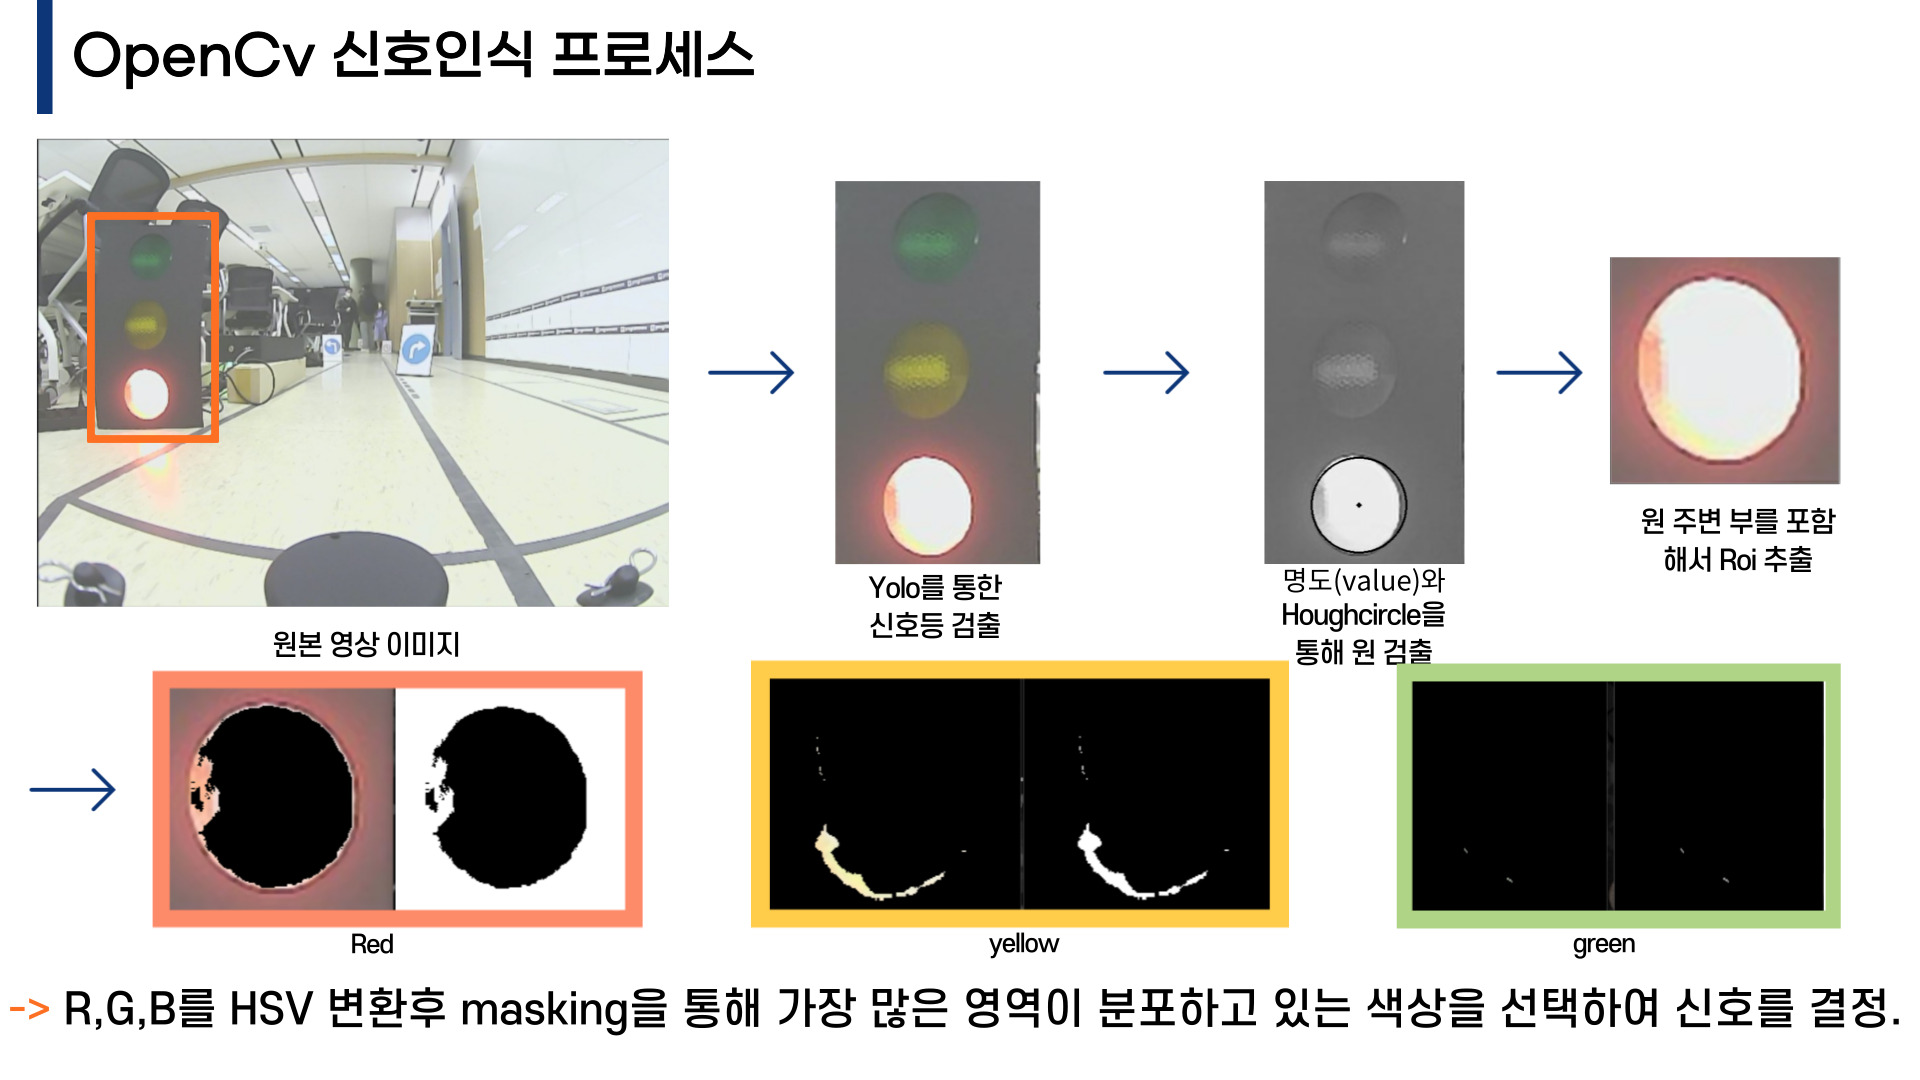 OpenCv 신호인식 프로세스
원본 영상 이미지
Yolo를 통한
신호등 검출
명도(value)와
Houghcircle을
통해 원 검출
원 주변 부를 포함
해서 Roi 추출
Red
yellow
green
-> R,G,B를 HSV 변환후 masking을 통해 가장 많은 영역이 분포하고 있는 색상을 선택하여 신호를 결정.